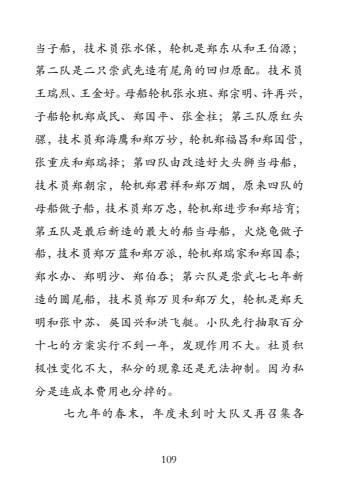 当子船，技术员张水保，轮机是郑东从和王伯源；
第二队是二只崇武先造有尾角的回归原配。技术员
王瑞烈、王金好。母船轮机张永班、郑宗明、许再兴，
子船轮机郑成民、郑国平、张金柱；第三队原红头
骡，技术员郑海鹰和郑万妙，轮机郑福昌和郑国营，
张重庆和郑瑞择；第四队由改造好大头狮当母船，
技术员郑朝宗，轮机郑君祥和郑万烟，原来四队的
母船做子船，技术员郑万忠，轮机郑进步和郑培育；
第五队是最后新造的最大的船当母船，火烧龟做子
船，技术员郑万蓝和郑万派，轮机郑瑞家和郑国泰；
郑水办、郑明沙、郑伯吞；第六队是崇武七七年新
造的圆尾船，技术员郑万贝和郑万欠，轮机是郑天
明和张中苏、英国兴和洪飞艇。小队先行抽取百分
十七的方案实行不到一年，发现作用不大。社员积
极性变化不大，私分的现象还是无法抑制。因为私
分是连成本费用也分掉的。
七九年的春末，年度未到时大队又再召集各
109